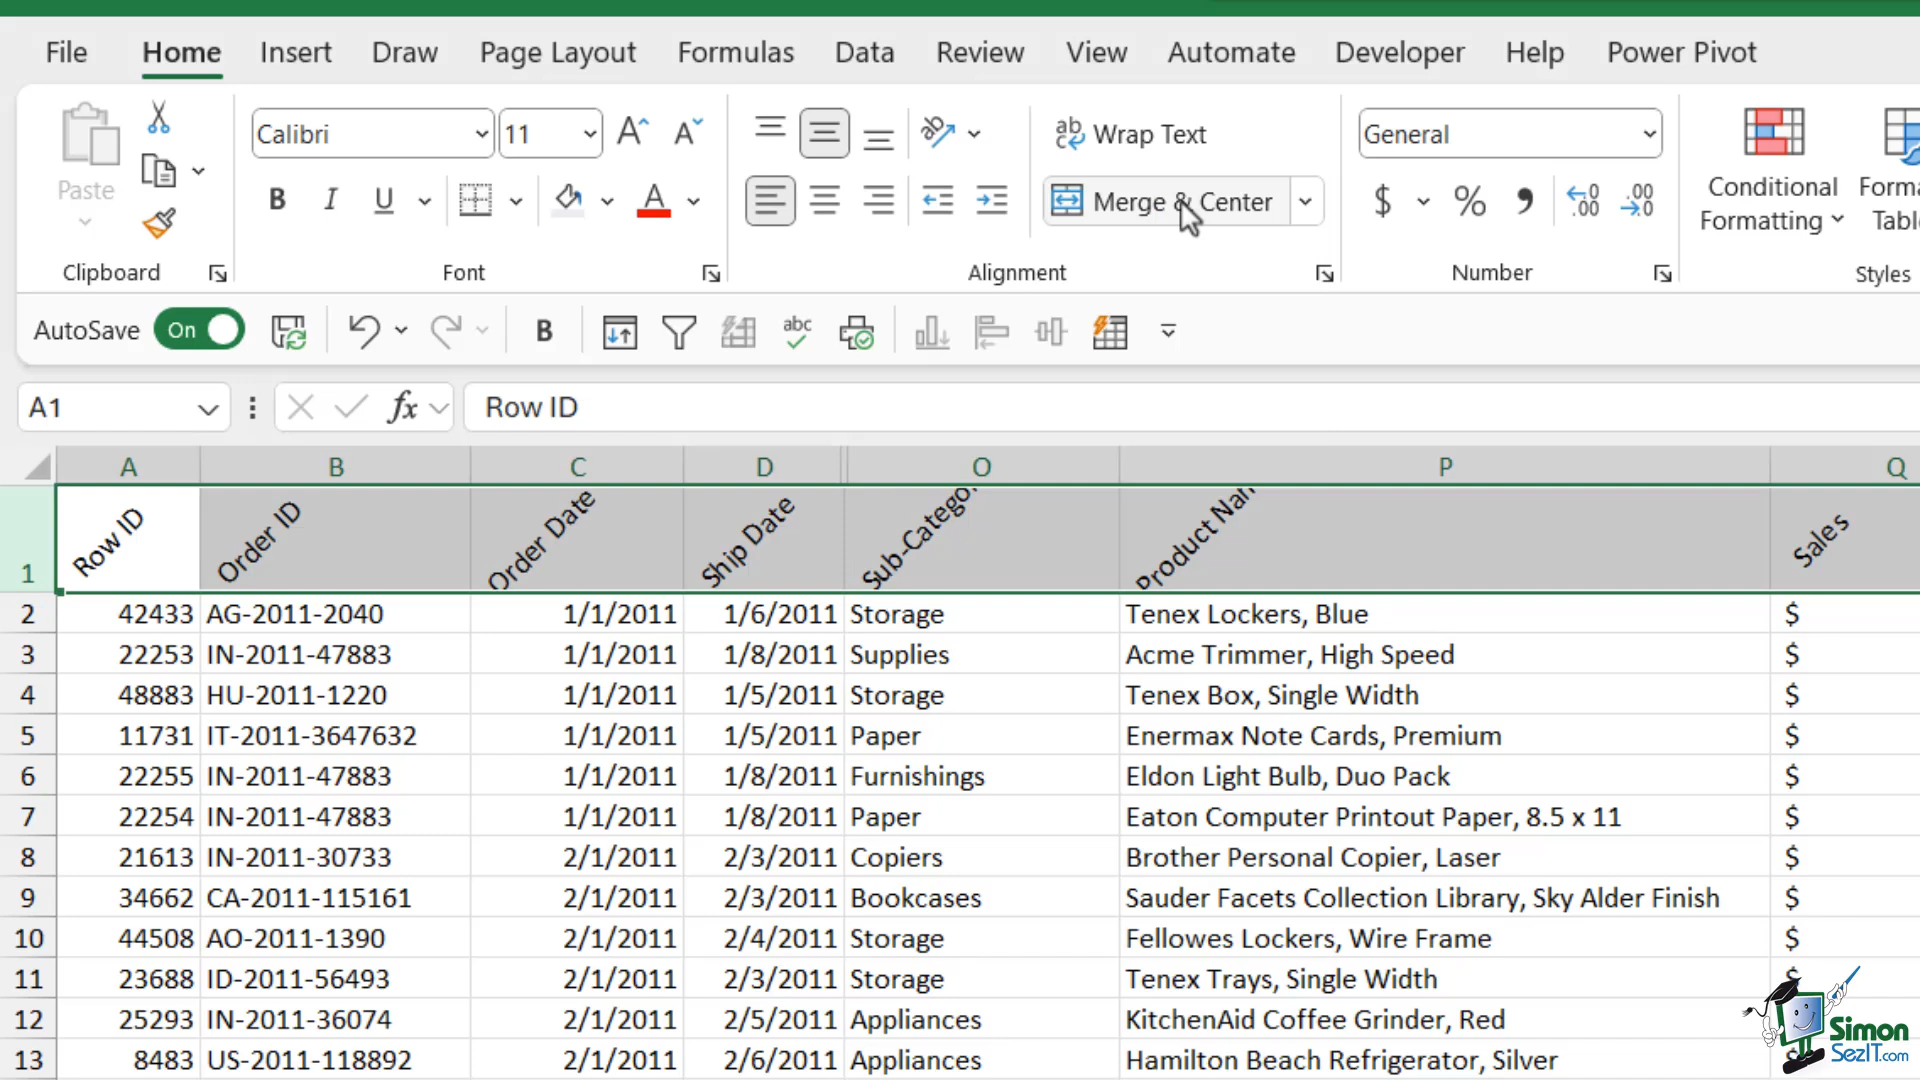 File Home Insert Draw Page Layout Formulas Data Review View Automate Developer Help Power Pivot
Calibri 11 Wrap Text General
Paste B I U Merge & Center $ % Conditional Formatting
Clipboard Font Alignment Number Styles
AutoSave On B abc
A1 fx Row ID
A B C D O P Q
1 Row ID Order ID Order Date Ship Date Sub-Catego Product Nam Sales
2 42433 AG-2011-2040 1/1/2011 1/6/2011 Storage Tenex Lockers, Blue $
3 22253 IN-2011-47883 1/1/2011 1/8/2011 Supplies Acme Trimmer, High Speed $
4 48883 HU-2011-1220 1/1/2011 1/5/2011 Storage Tenex Box, Single Width $
5 11731 IT-2011-3647632 1/1/2011 1/5/2011 Paper Enermax Note Cards, Premium $
6 22255 IN-2011-47883 1/1/2011 1/8/2011 Furnishings Eldon Light Bulb, Duo Pack $
7 22254 IN-2011-47883 1/1/2011 1/8/2011 Paper Eaton Computer Printout Paper, 8.5 x 11 $
8 21613 IN-2011-30733 2/1/2011 2/3/2011 Copiers Brother Personal Copier, Laser $
9 34662 CA-2011-115161 2/1/2011 2/3/2011 Bookcases Sauder Facets Collection Library, Sky Alder Finish $
10 44508 AO-2011-1390 2/1/2011 2/4/2011 Storage Fellowes Lockers, Wire Frame $
11 23688 ID-2011-56493 2/1/2011 2/3/2011 Storage Tenex Trays, Single Width $
12 25293 IN-2011-36074 2/1/2011 2/5/2011 Appliances KitchenAid Coffee Grinder, Red
13 8483 US-2011-118892 2/1/2011 2/6/2011 Appliances Hamilton Beach Refrigerator, Silver
Simon
SezIT.com